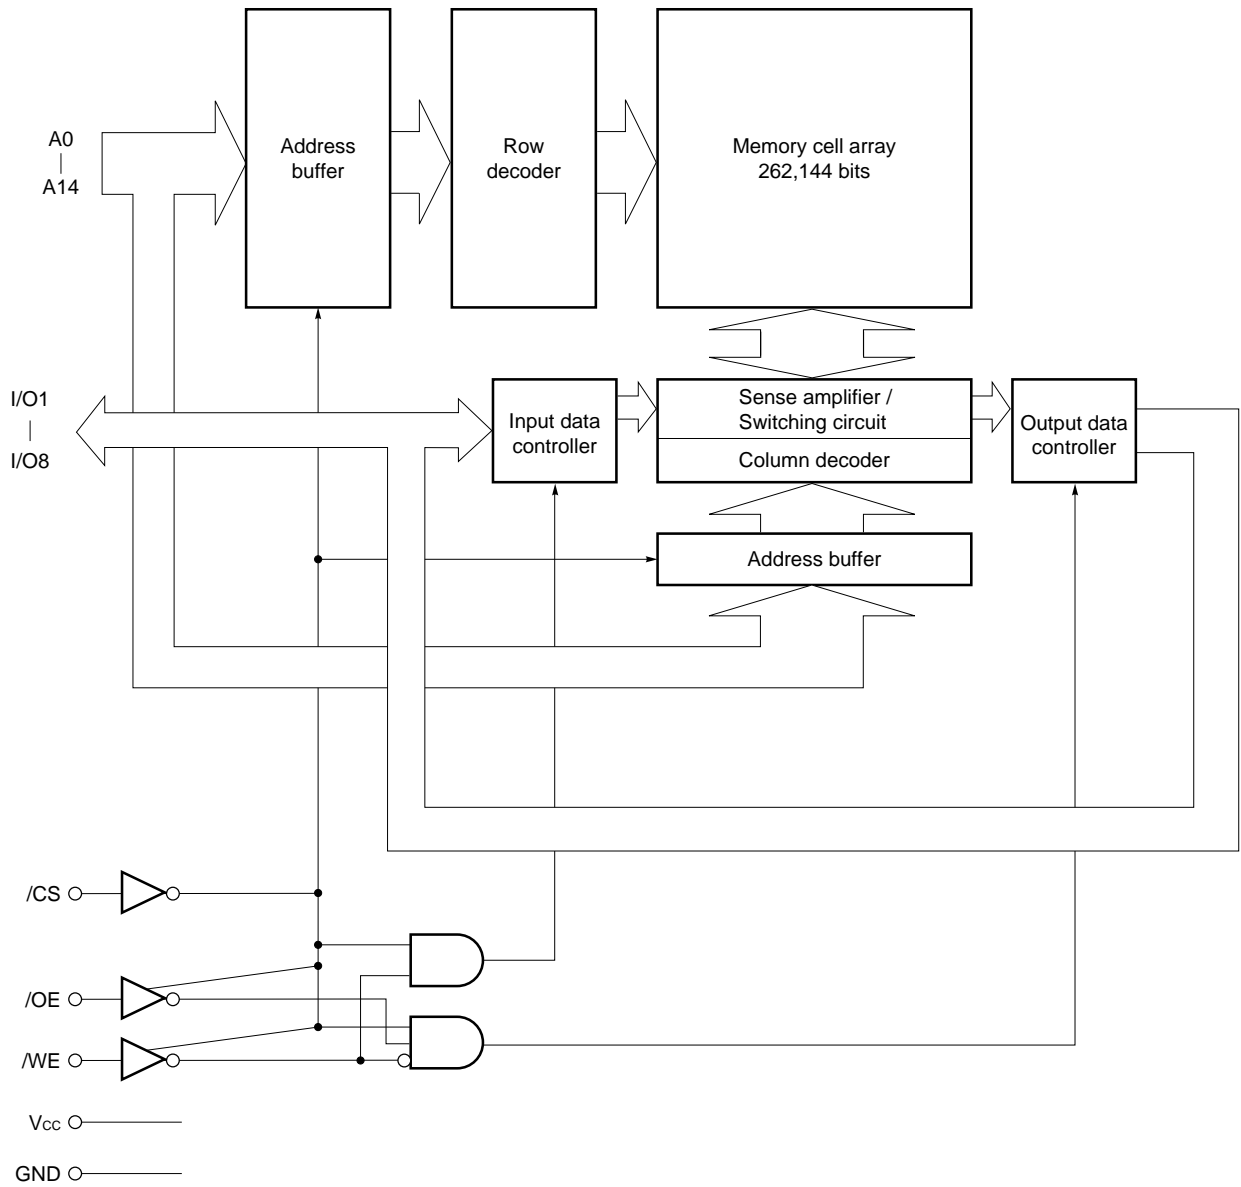 A0
|
A14
Address
buffer
Row
decoder
Memory cell array
262,144 bits
I/O1
|
I/O8
Input data
controller
Sense amplifier /
Switching circuit
Column decoder
Output data
controller
Address buffer
/CS
/OE
/WE
VCC
GND